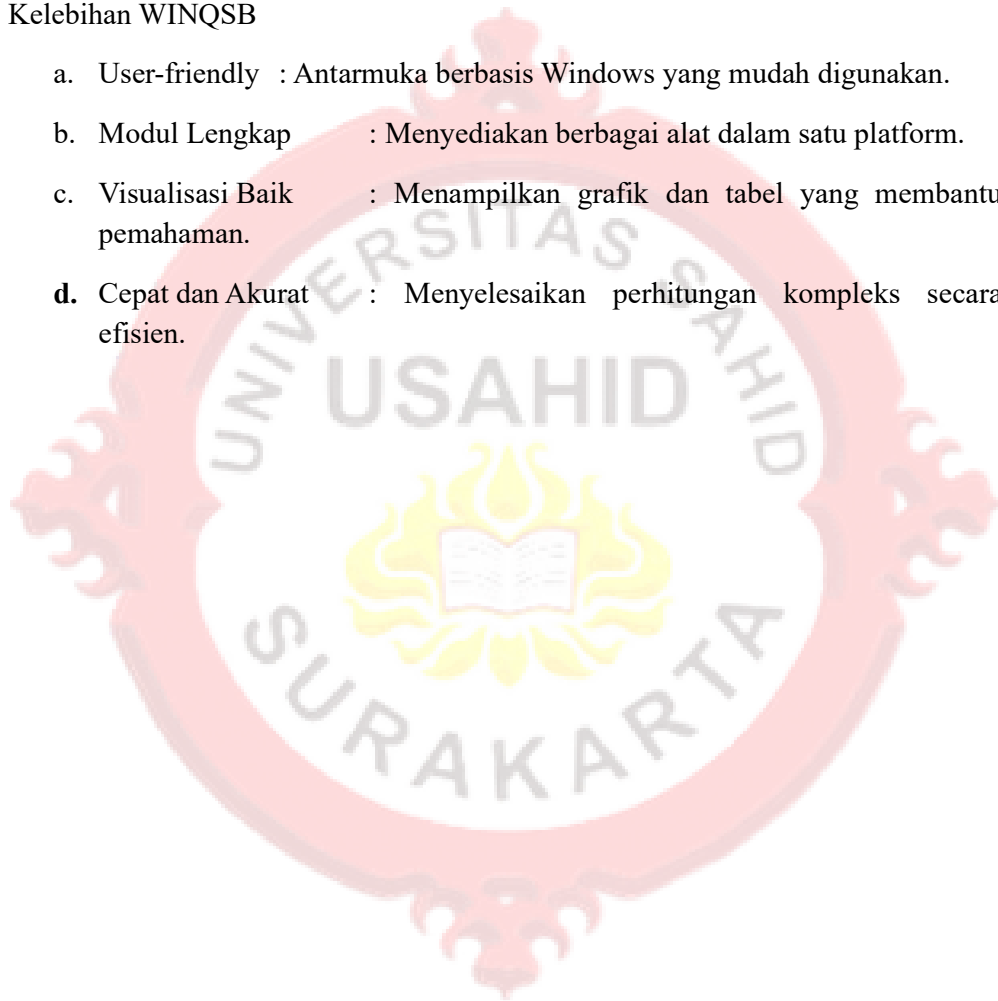 Kelebihan WINQSB
a. User-friendly : Antarmuka berbasis Windows yang mudah digunakan.
b. Modul Lengkap : Menyediakan berbagai alat dalam satu platform.
c. Visualisasi Baik : Menampilkan grafik dan tabel yang membantu
pemahaman.
d. Cepat dan Akurat : Menyelesaikan perhitungan kompleks secara
efisien.
UNIVERSITAS SAHID
USAHID
SURAKARTA